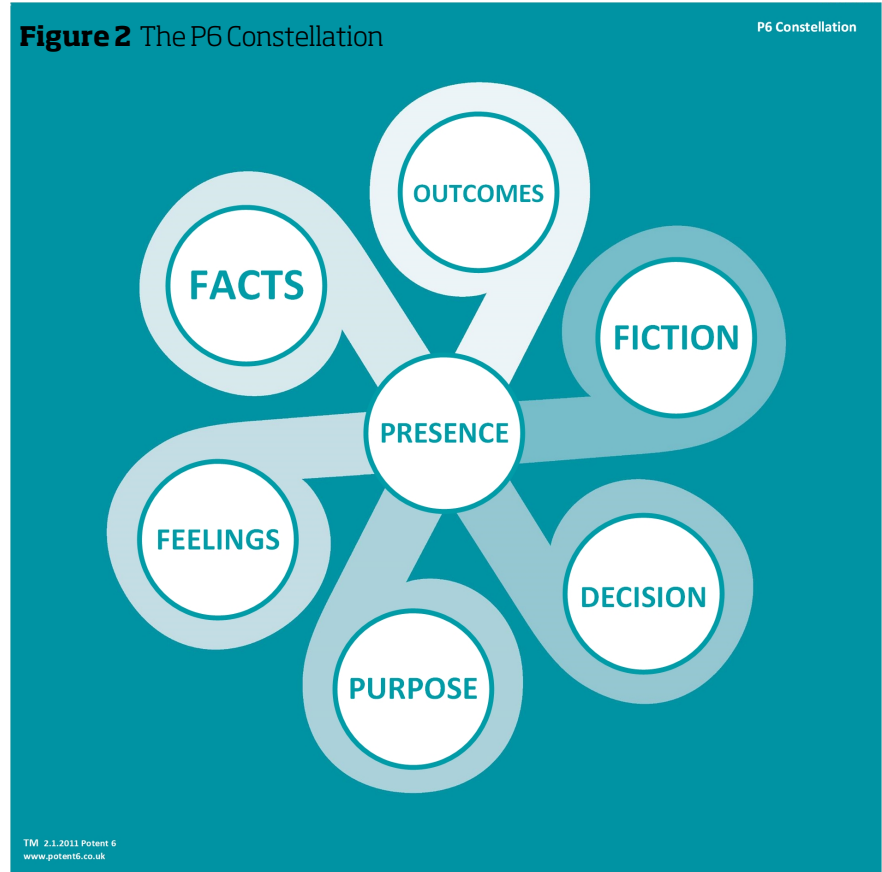 Figure 2 The P6 Constellation
P6 Constellation
OUTCOMES
FACTS
FICTION
PRESENCE
FEELINGS
DECISION
PURPOSE
TM 2.1.2011 Potent 6
www.potent6.co.uk